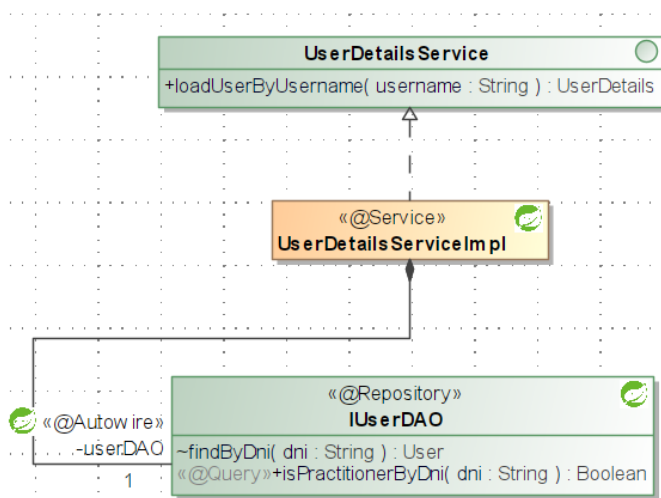 UserDetailsService
+loadUserByUsername( username : String ) : UserDetails
«@Service»
UserDetailsServiceImpl
«@Autowire»
-userDAO
1
«@Repository»
IUserDAO
~findByDni( dni : String ) : User
«@Query»+isPractitionerByDni( dni : String ) : Boolean